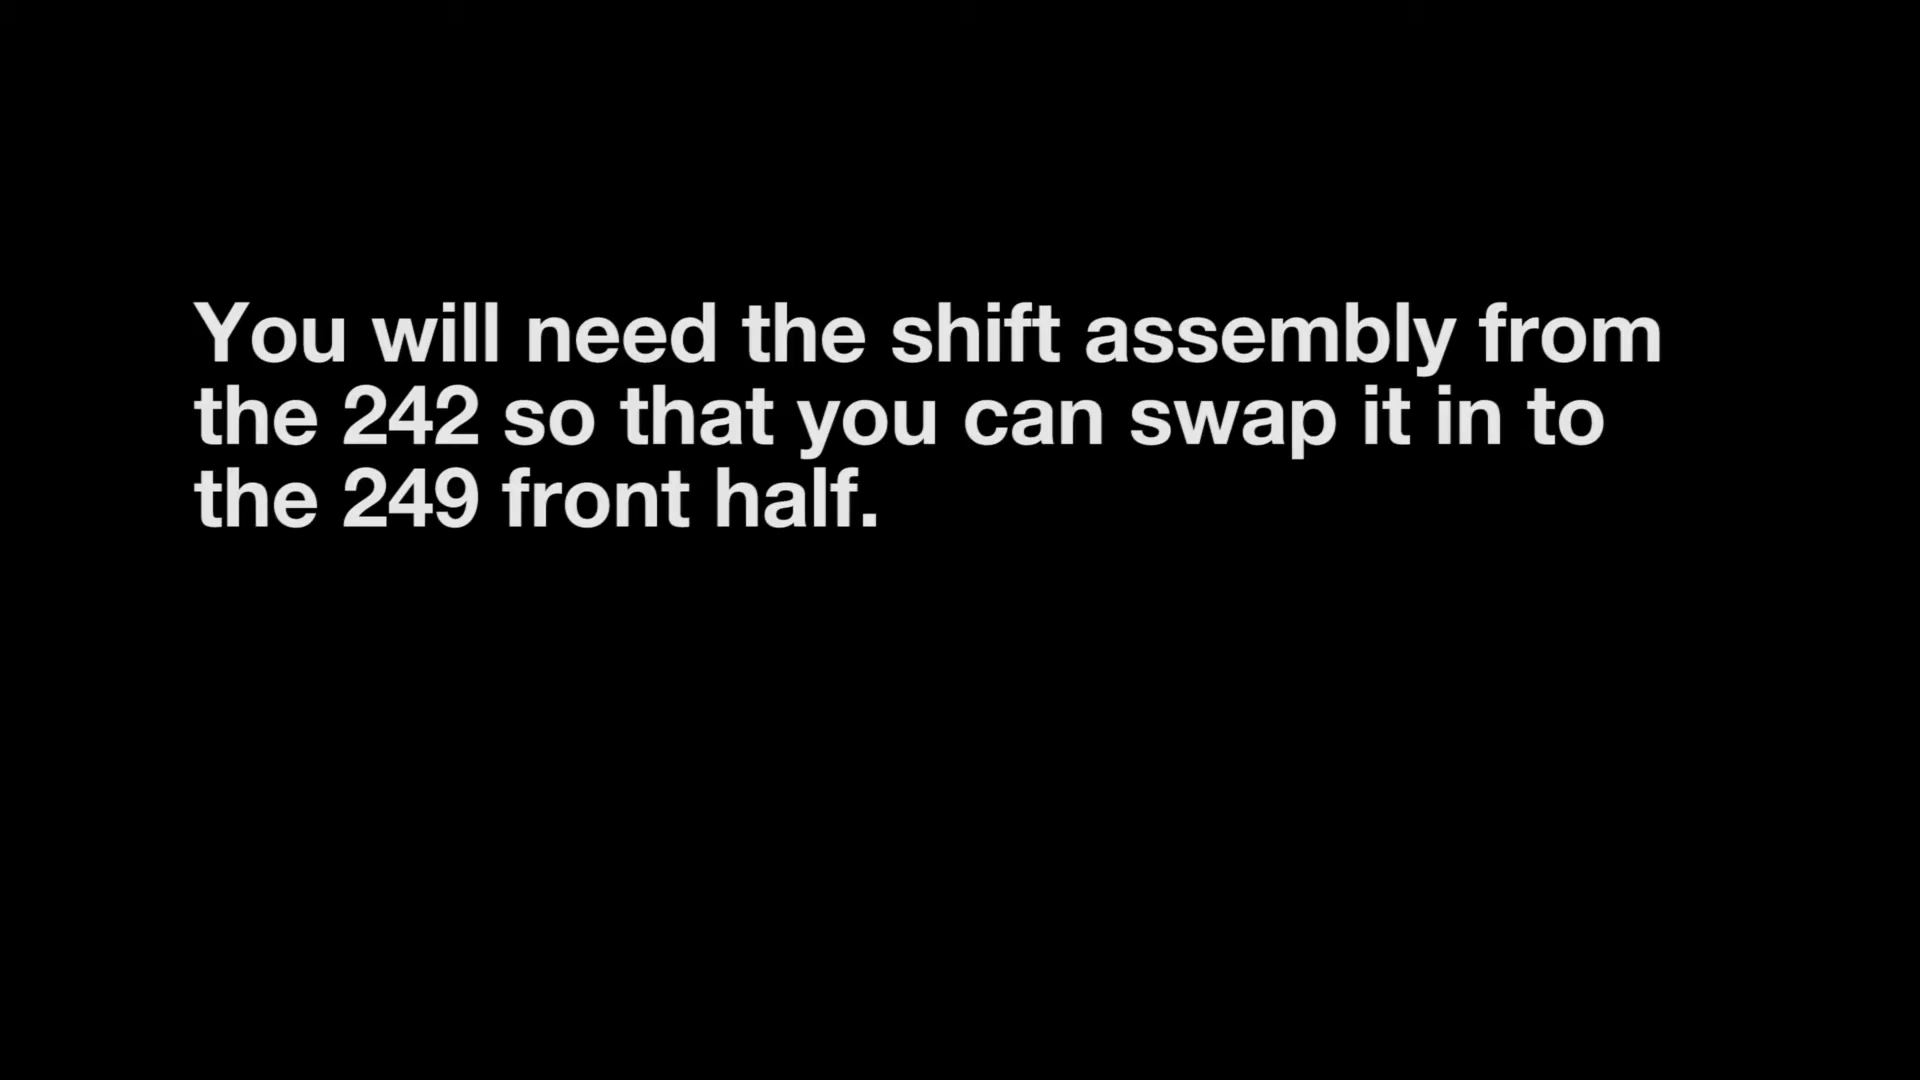 You will need the shift assembly from
the 242 so that you can swap it in to
the 249 front half.